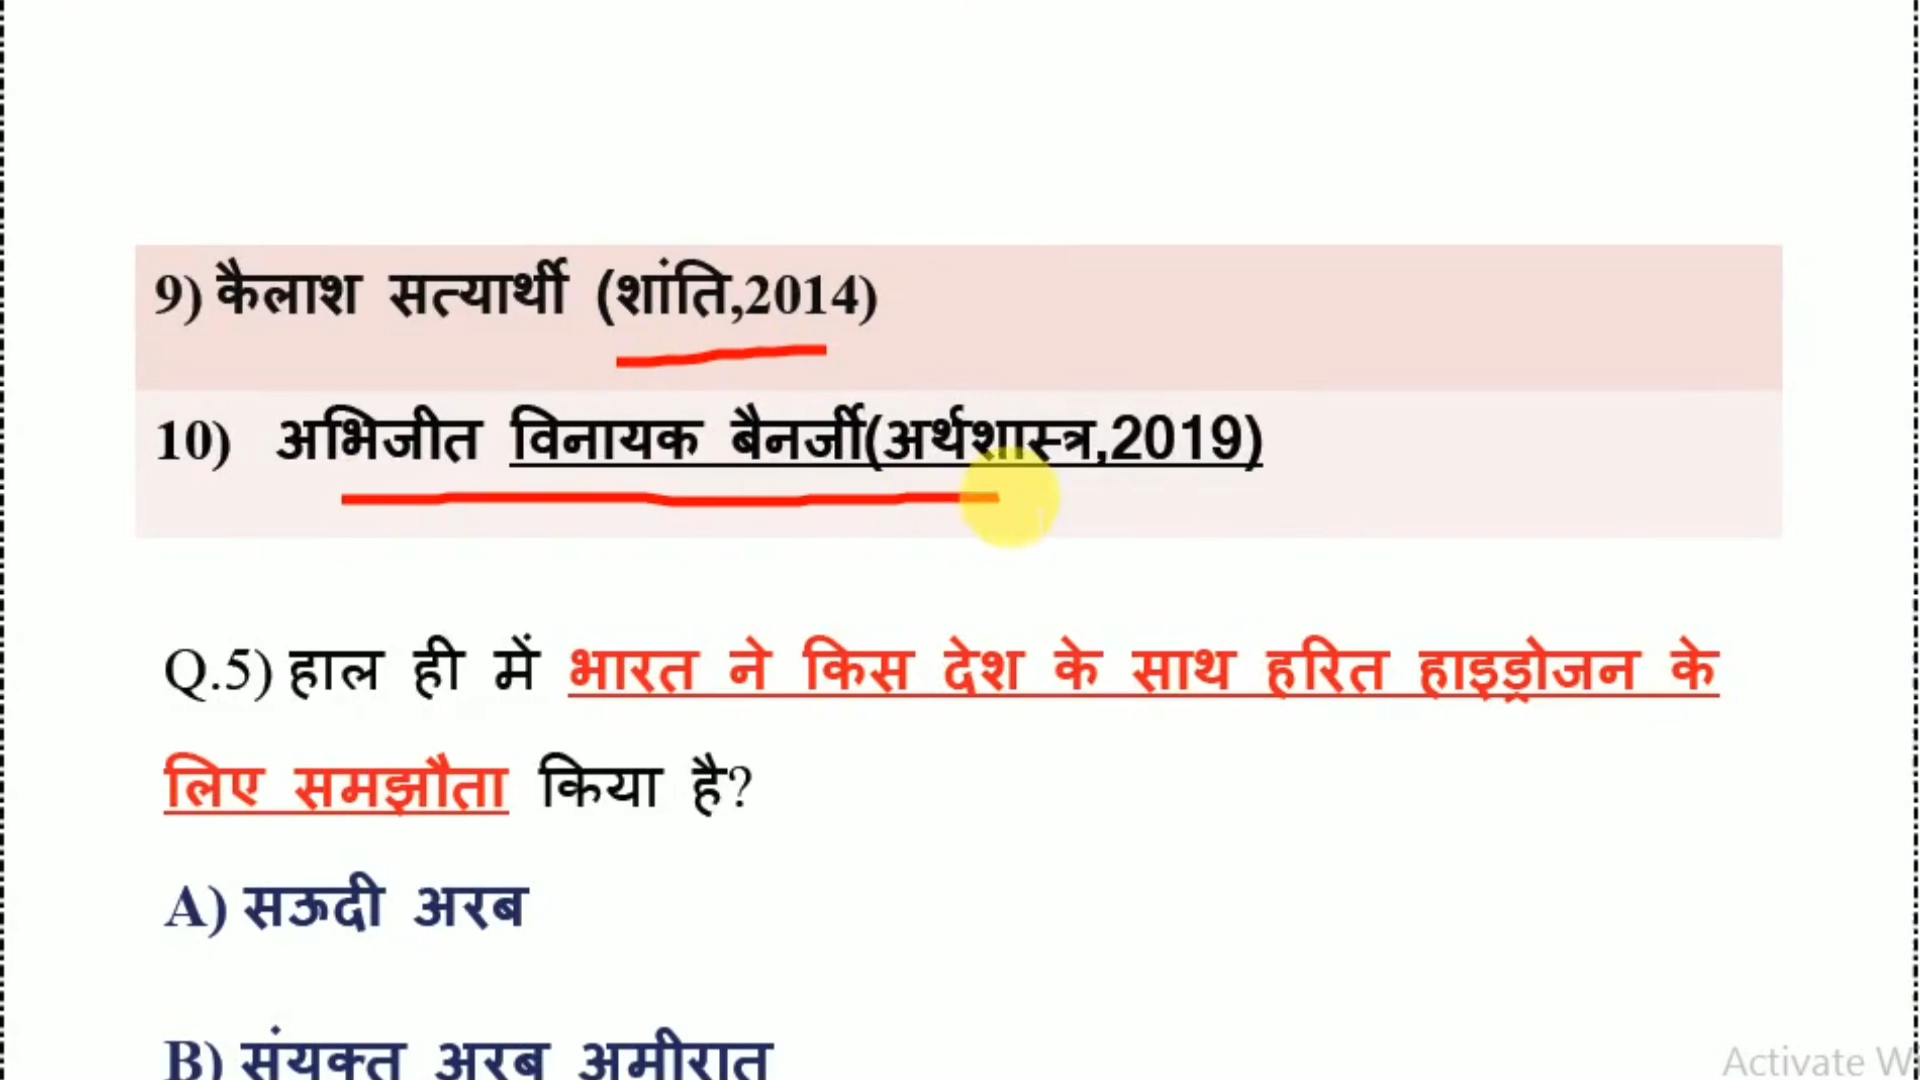 9) कैलाश सत्यार्थी (शांति,2014)
10) अभिजीत विनायक बैनर्जी(अर्थशास्त्र,2019)
Q.5) हाल ही में भारत ने किस देश के साथ हरित हाइड्रोजन के
लिए समझौता किया है?
A) सऊदी अरब
B) संयुक्त अरब अमीरात
Activate W